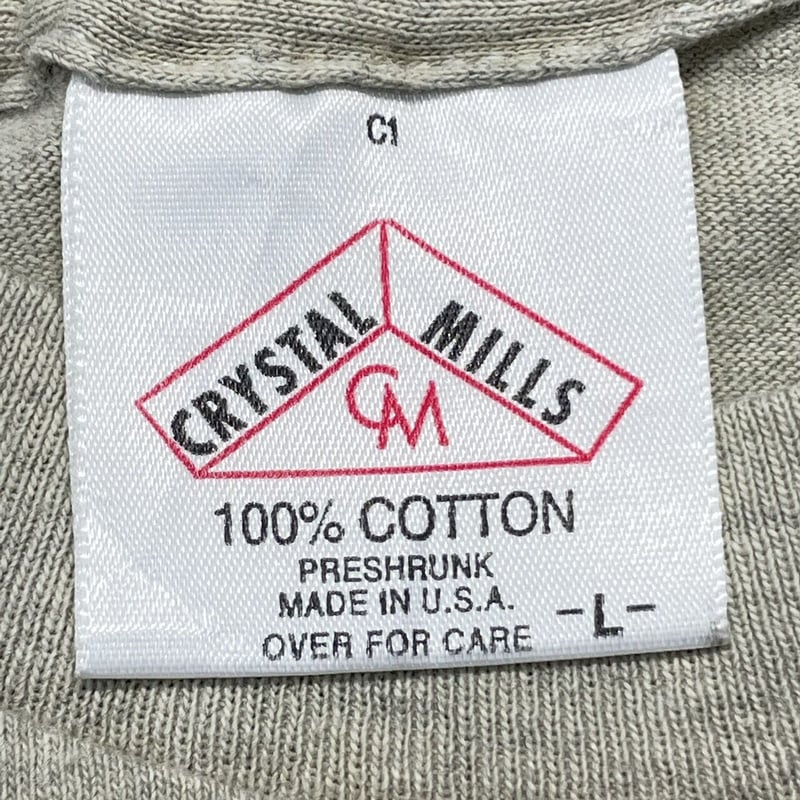 C1
CRYSTAL MILLS
CM
100% COTTON
PRESHRUNK
MADE IN U.S.A. -L-
OVER FOR CARE